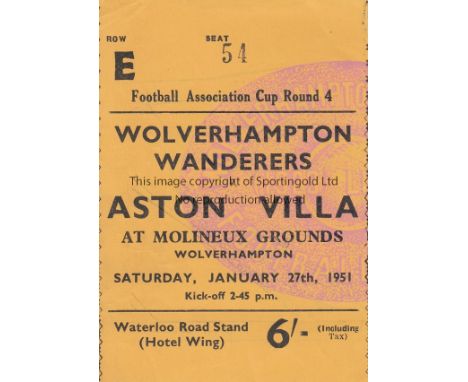 ROW
SEAT
E
54
Football Association Cup Round 4
WOLVERHAMPTON
WANDERERS
This image copyright of Sportingold Ltd
v
No reproduction allowed
ASTON VILLA
AT MOLINEUX GROUNDS
WOLVERHAMPTON
SATURDAY, JANUARY 27th, 1951
Kick-off 2-45 p.m.
Waterloo Road Stand
(Hotel Wing)
6/-
(Including
Tax)